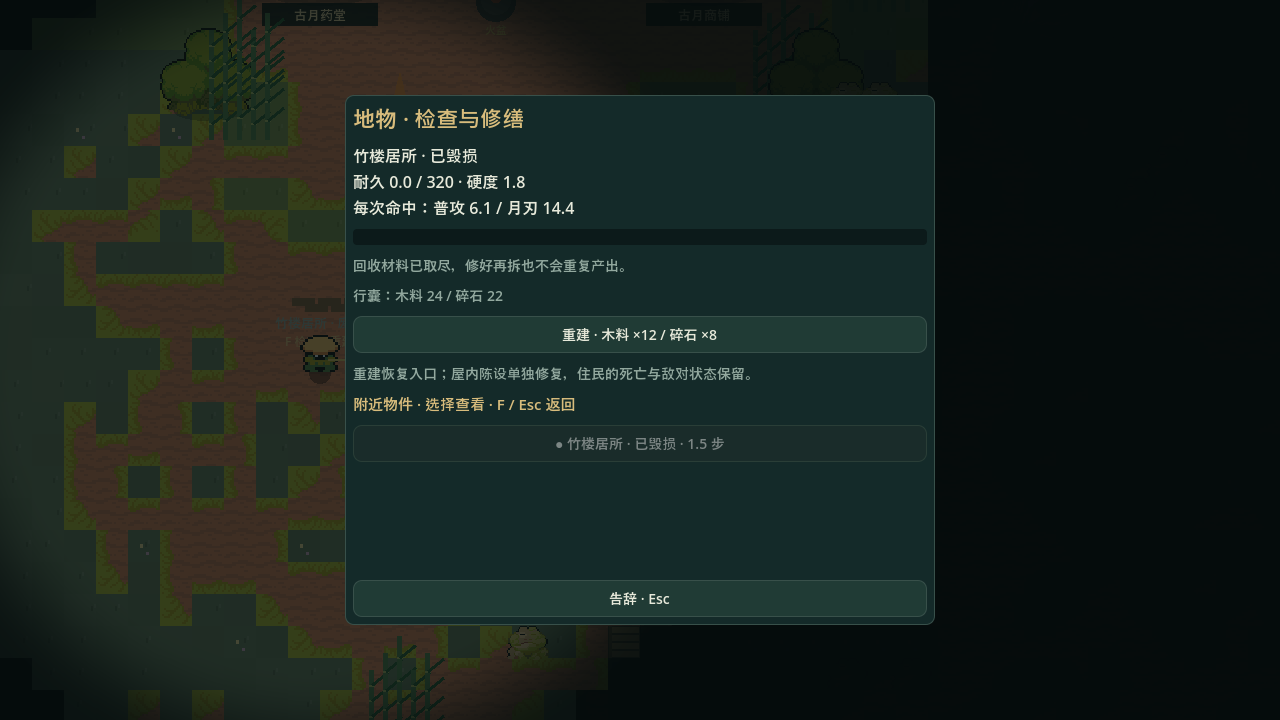 古月药堂
古月商铺
地物 · 检查与修缮
竹楼居所 · 已毁损
耐久 0.0 / 320 · 硬度 1.8
每次命中：普攻 6.1 / 月刃 14.4
回收材料已取尽，修好再拆也不会重复产出。
行囊：木料 24 / 碎石 22
重建 · 木料 ×12 / 碎石 ×8
重建恢复入口；屋内陈设单独修复，住民的死亡与敌对状态保留。
附近物件 · 选择查看 · F / Esc 返回
● 竹楼居所 · 已毁损 · 1.5 步
告辞 · Esc